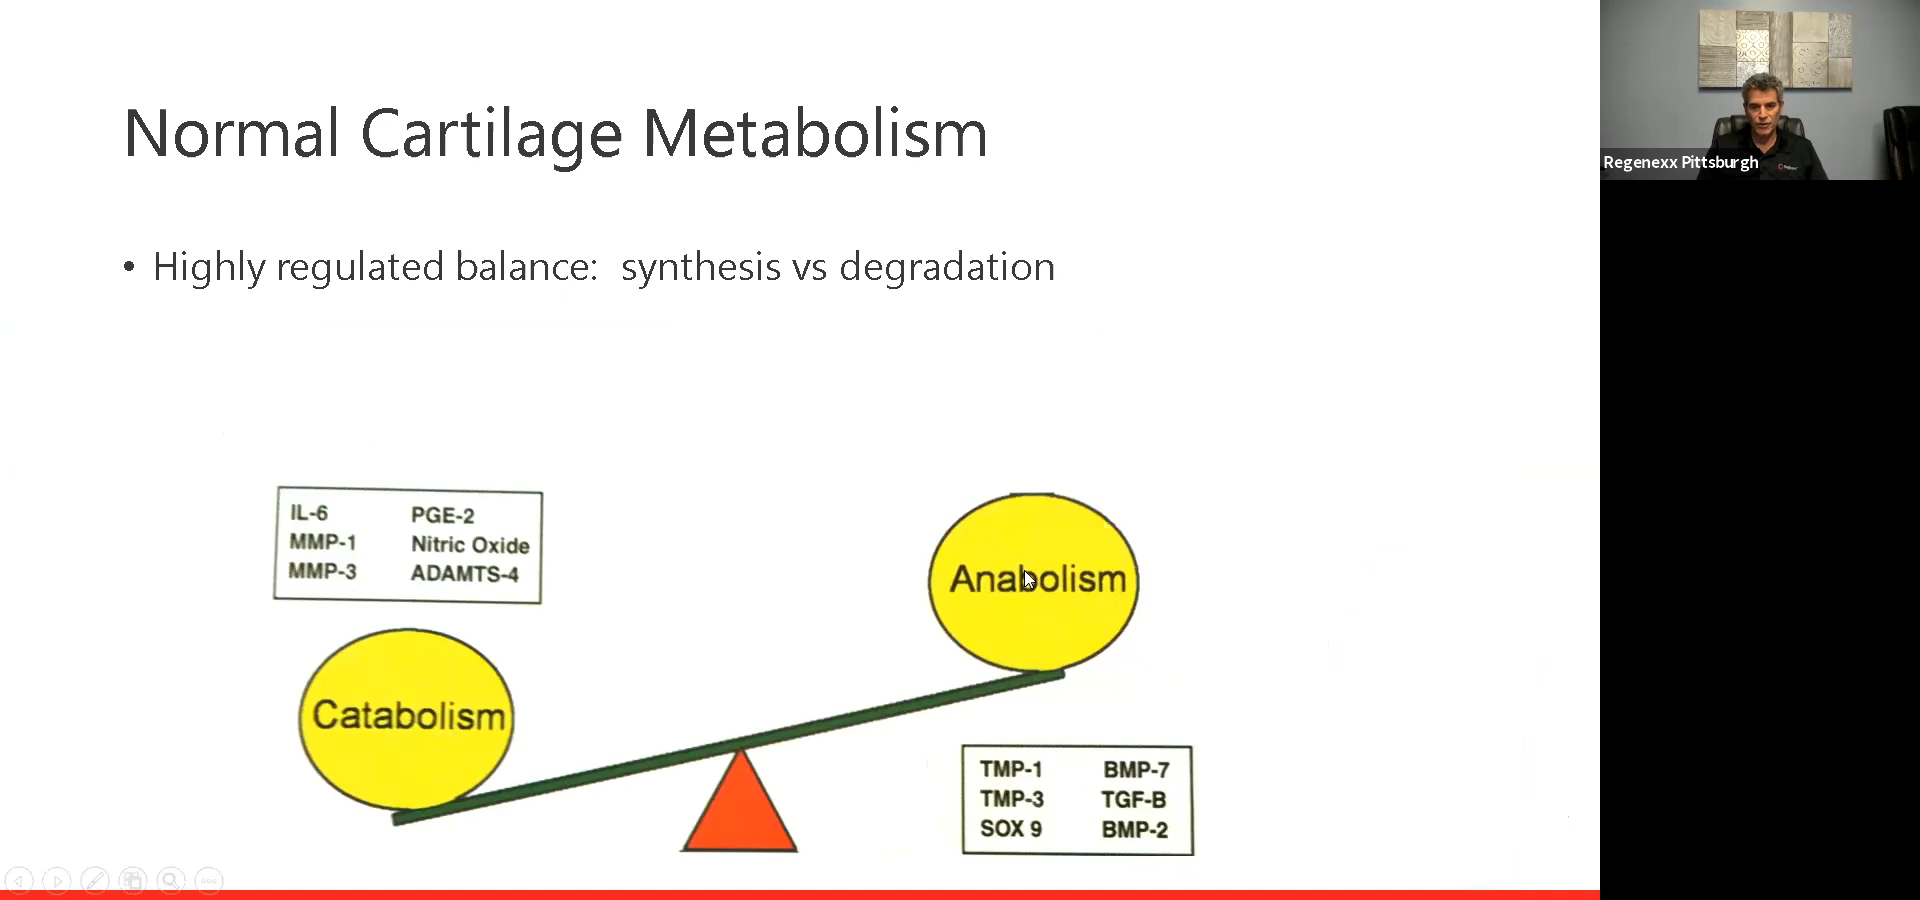 Normal Cartilage Metabolism
• Highly regulated balance: synthesis vs degradation
IL-6 PGE-2
MMP-1 Nitric Oxide
MMP-3 ADAMTS-4
Catabolism
Anabolism
TMP-1 BMP-7
TMP-3 TGF-B
SOX 9 BMP-2
Regenexx Pittsburgh